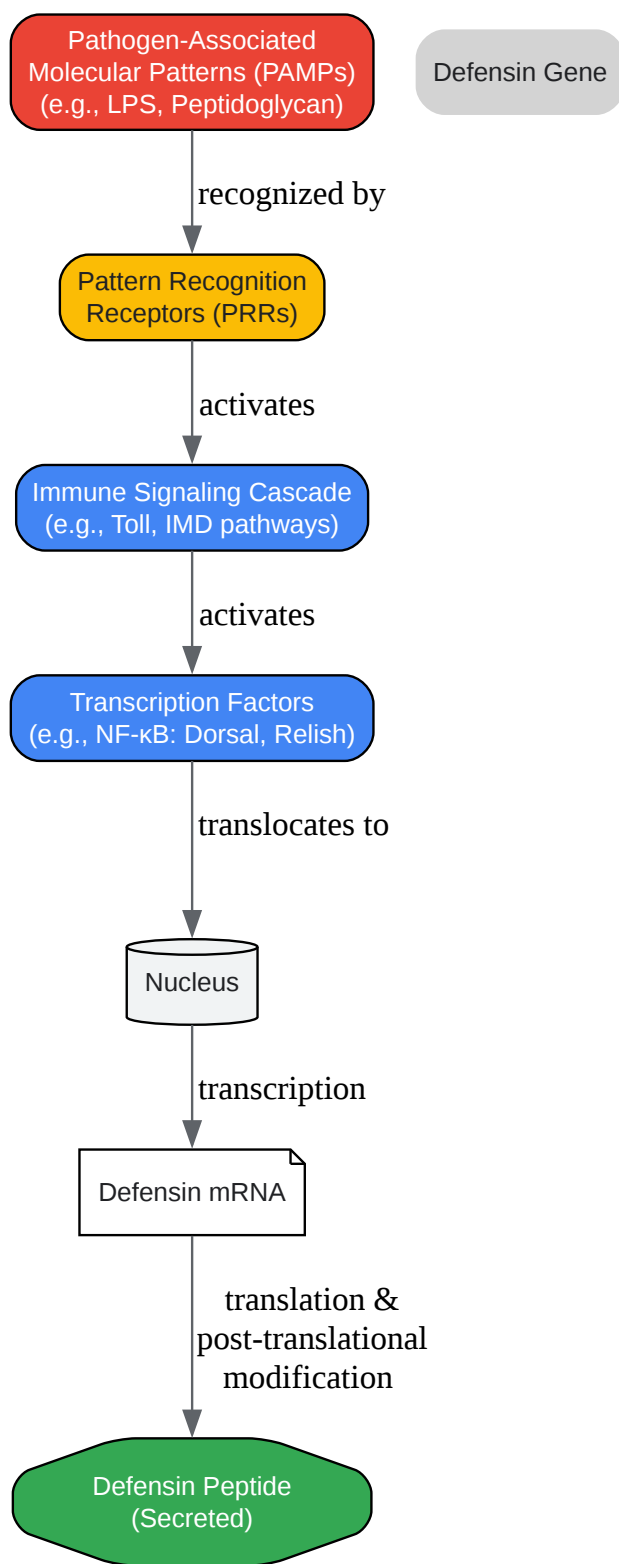 Pathogen-Associated
Molecular Patterns (PAMPs)
(e.g., LPS, Peptidoglycan)
Defensin Gene
recognized by
Pattern Recognition
Receptors (PRRs)
activates
Immune Signaling Cascade
(e.g., Toll, IMD pathways)
activates
Transcription Factors
(e.g., NF-κB: Dorsal, Relish)
translocates to
Nucleus
transcription
Defensin mRNA
translation &
post-translational
modification
Defensin Peptide
(Secreted)